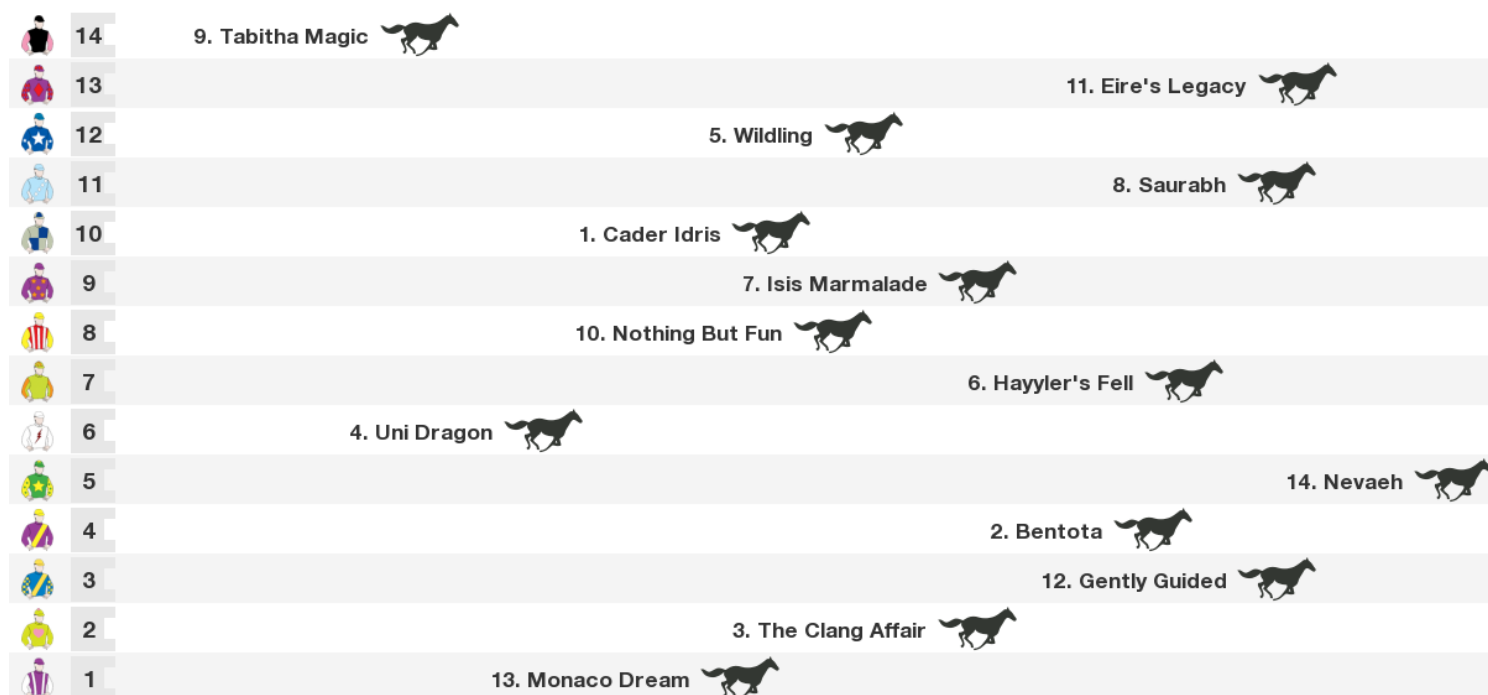 14 9. Tabitha Magic
13 11. Eire's Legacy
12 5. Wildling
11 8. Saurabh
10 1. Cader Idris
9 7. Isis Marmalade
8 10. Nothing But Fun
7 6. Hayyler's Fell
6 4. Uni Dragon
5 14. Nevaeh
4 2. Bentota
3 12. Gently Guided
2 3. The Clang Affair
1 13. Monaco Dream